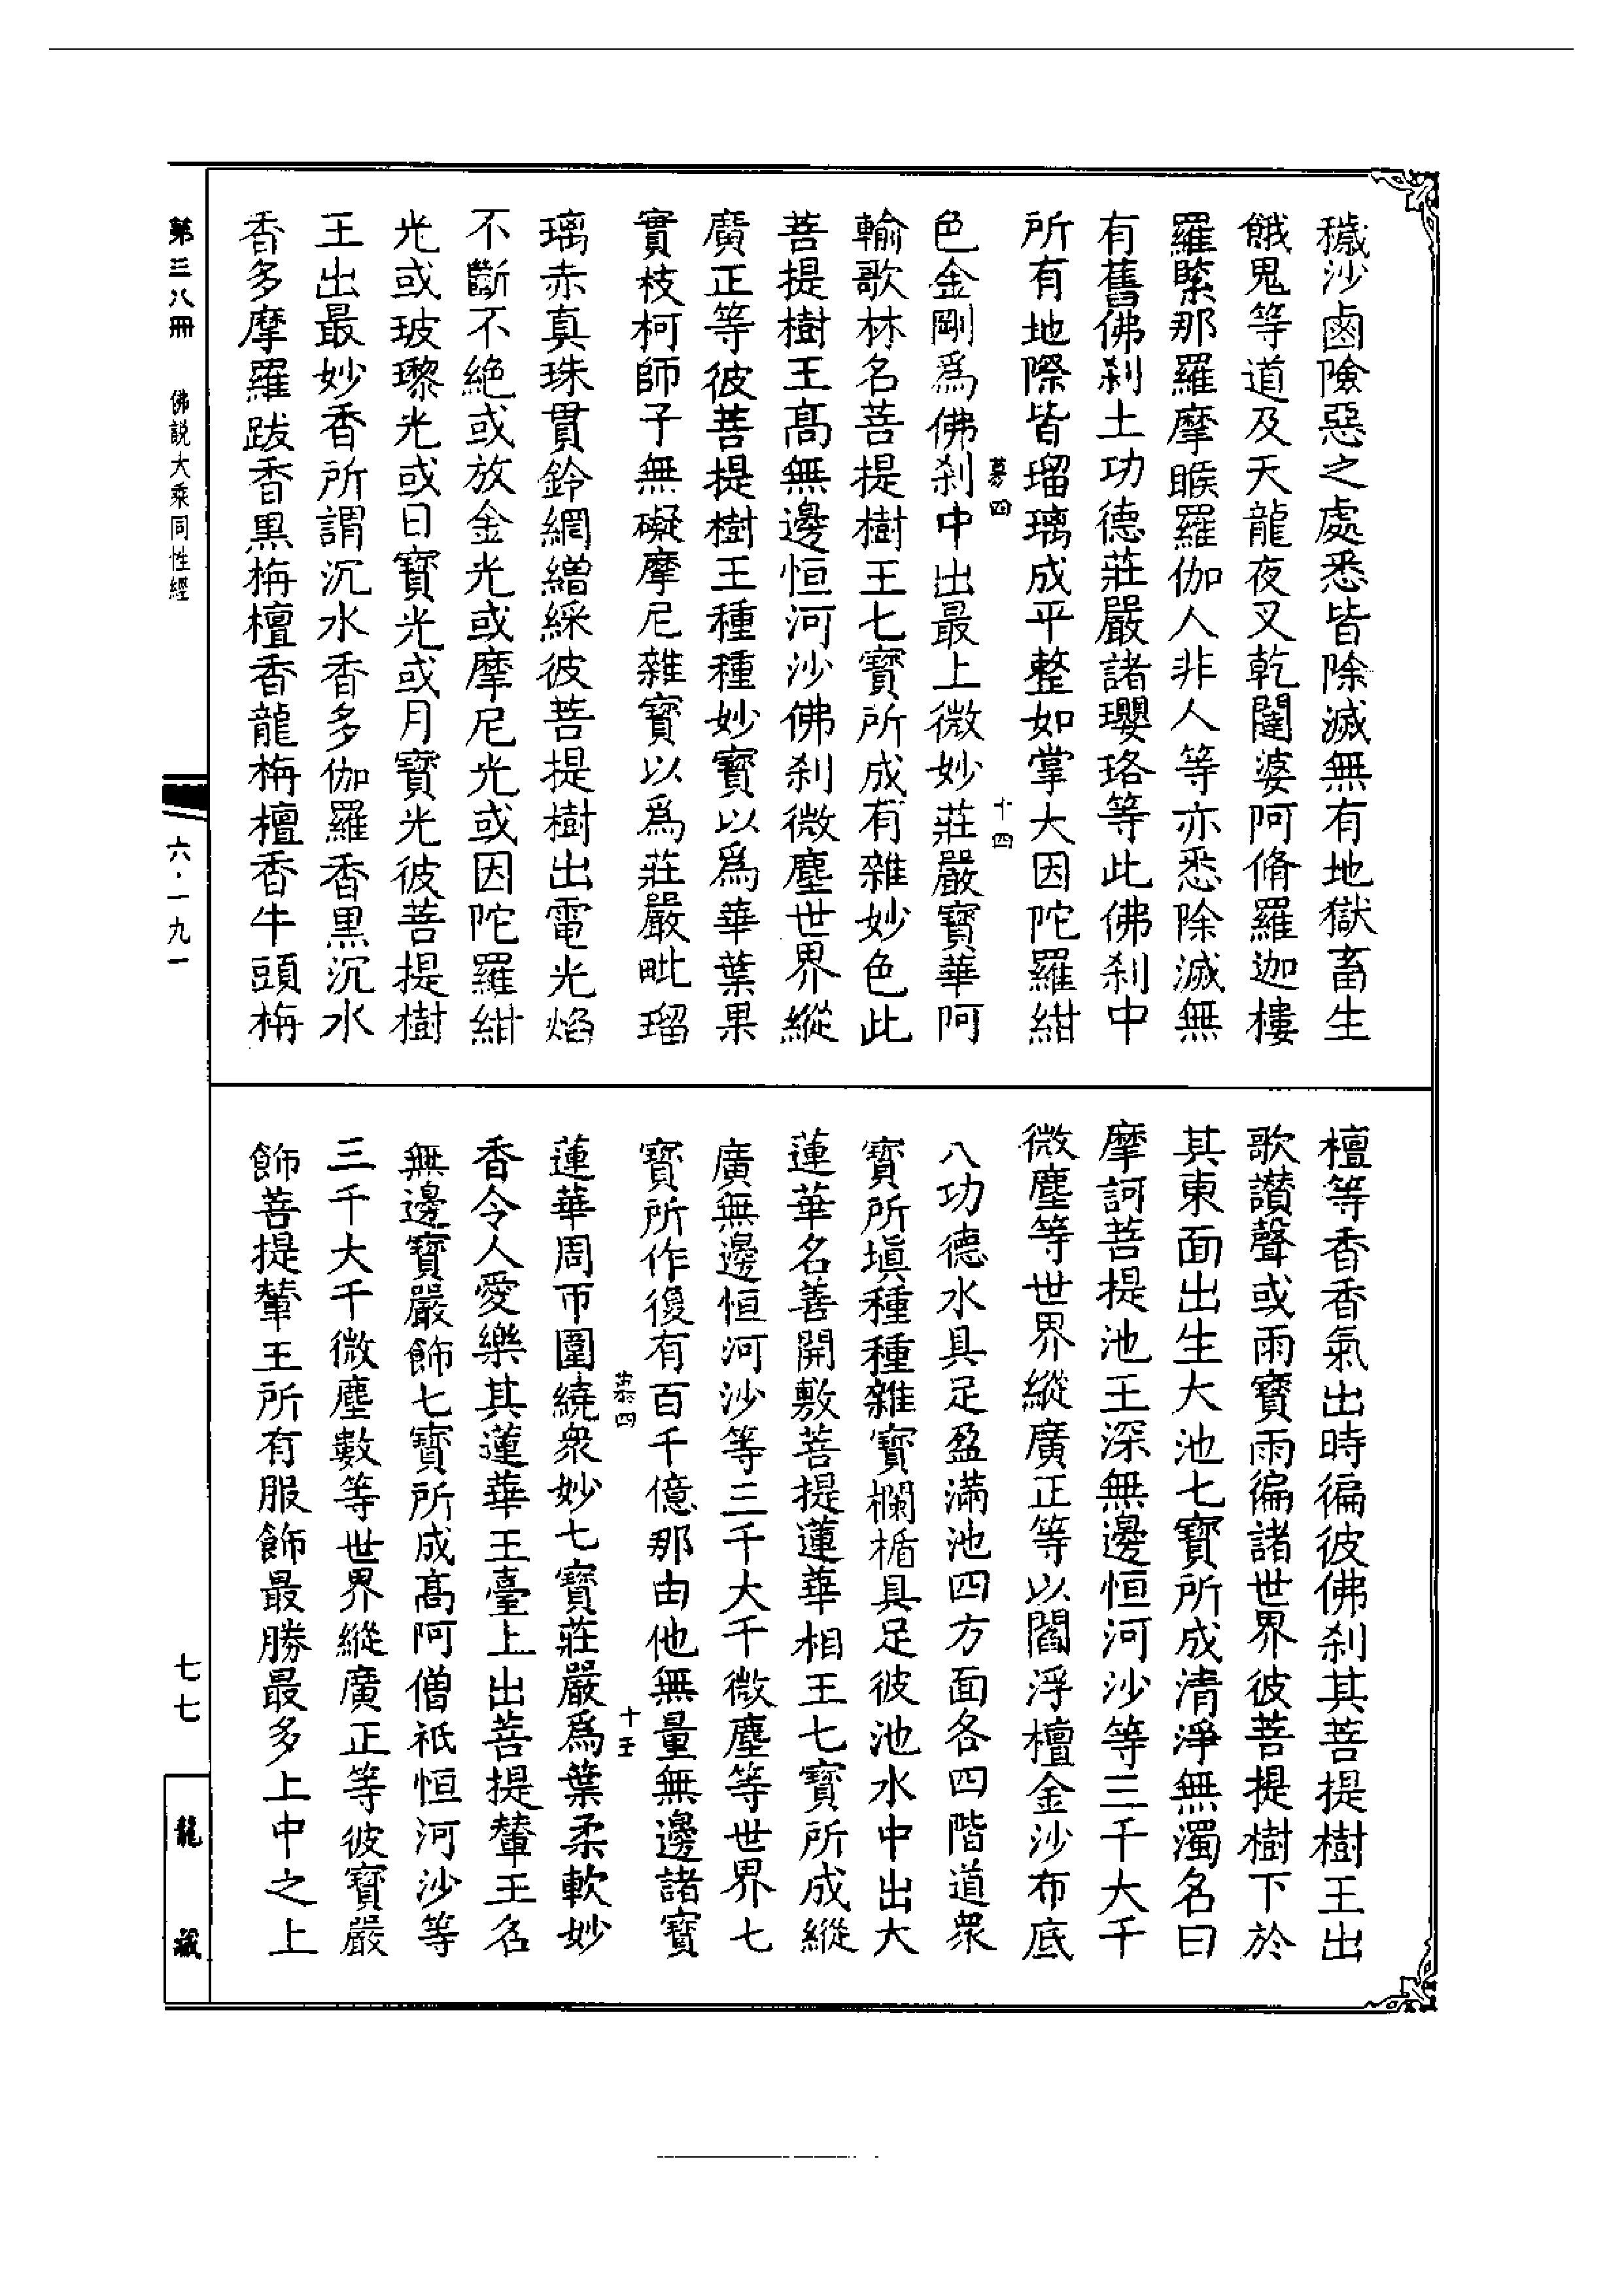 穢沙鹵險惡之處悉皆除滅無有地獄畜生
餓鬼等道及天龍夜叉乾闥婆阿脩羅迦樓
羅緊那羅摩睺羅伽人非人等亦悉除滅無
有舊佛剎土功德莊嚴諸瓔珞等此佛剎中
所有地際皆瑠璃成平整如掌大因陀羅紺
慕四 十四
色金剛爲佛剎中出最上微妙莊嚴寶華阿
輸歌林名菩提樹王七寶所成有雜妙色此
菩提樹王髙無邊恒河沙佛剎微塵世界縱
廣正等彼菩提樹王種種妙寶以爲華葉果
實枝柯師子無礙摩尼雜寶以爲莊嚴毗瑠
璃赤真珠貫鈴網繒綵彼菩提樹出電光焰
不斷不絶或放金光或摩尼光或因陀羅紺
光或玻瓈光或日寶光或月寶光彼菩提樹
王出最妙香所謂沉水香多伽羅香黒沉水
香多摩羅跋香黒栴檀香龍栴檀香牛頭栴
檀等香香氣出時徧彼佛剎其菩提樹王出
歌讃聲或雨寶雨徧諸世界彼菩提樹下於
其東面出生大池七寶所成清淨無濁名曰
摩訶菩提池王深無邊恒河沙等三千大千
微塵等世界縱廣正等以閻浮檀金沙布底
八功德水具足盈滿池四方面各四階道衆
寶所塡種種雜寶欄楯具足彼池水中出大
蓮華名善開敷菩提蓮華相王七寶所成縱
廣無邊恒河沙等三千大千微塵等世界七
寶所作復有百千億那由他無量無邊諸寶
慕四 十五
蓮華周帀圍繞衆妙七寶莊嚴爲葉柔軟妙
香令人愛樂其蓮華王臺上出菩提輦王名
無邊寶嚴飾七寶所成髙阿僧祇恒河沙等
三千大千微塵數等世界縱廣正等彼寶嚴
飾菩提輦王所有服飾最勝最多上中之上
第三八冊 佛説大乘同性經
六·一九一
七七
龍藏